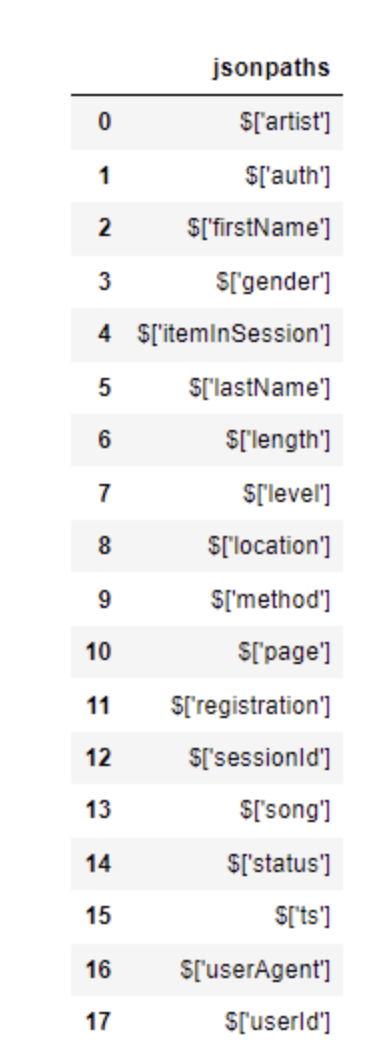 jsonpaths
0 $['artist']
1 $['auth']
2 $['firstName']
3 $['gender']
4 $['itemInSession']
5 $['lastName']
6 $['length']
7 $['level']
8 $['location']
9 $['method']
10 $['page']
11 $['registration']
12 $['sessionId']
13 $['song']
14 $['status']
15 $['ts']
16 $['userAgent']
17 $['userId']